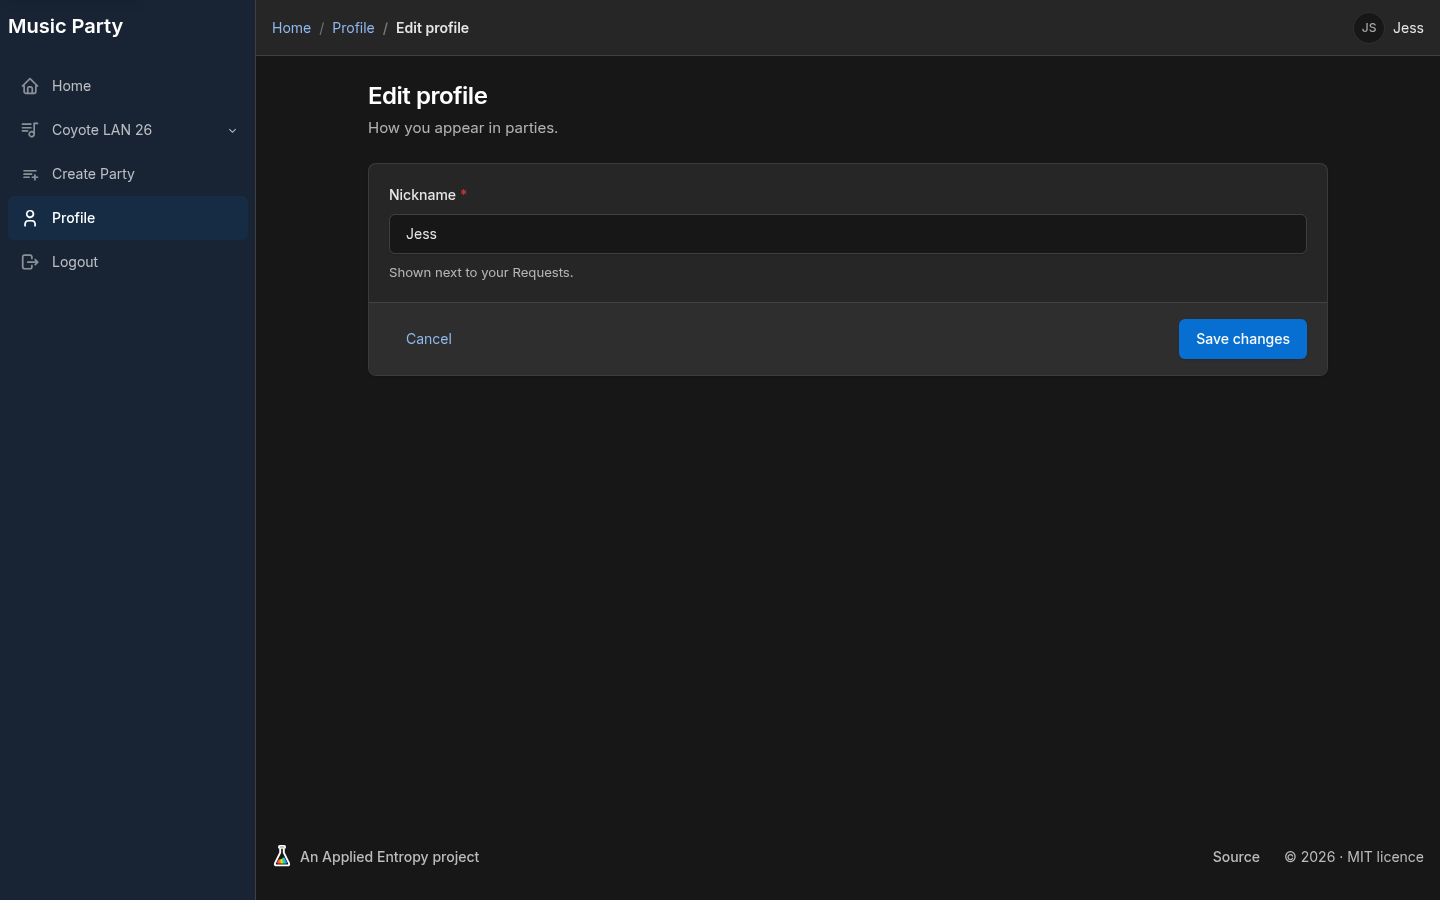 Music Party
Home
Coyote LAN 26
Create Party
Profile
Logout
Home / Profile / Edit profile
JS Jess
Edit profile
How you appear in parties.
Nickname *
Jess
Shown next to your Requests.
Cancel
Save changes
An Applied Entropy project
Source
© 2026 · MIT licence